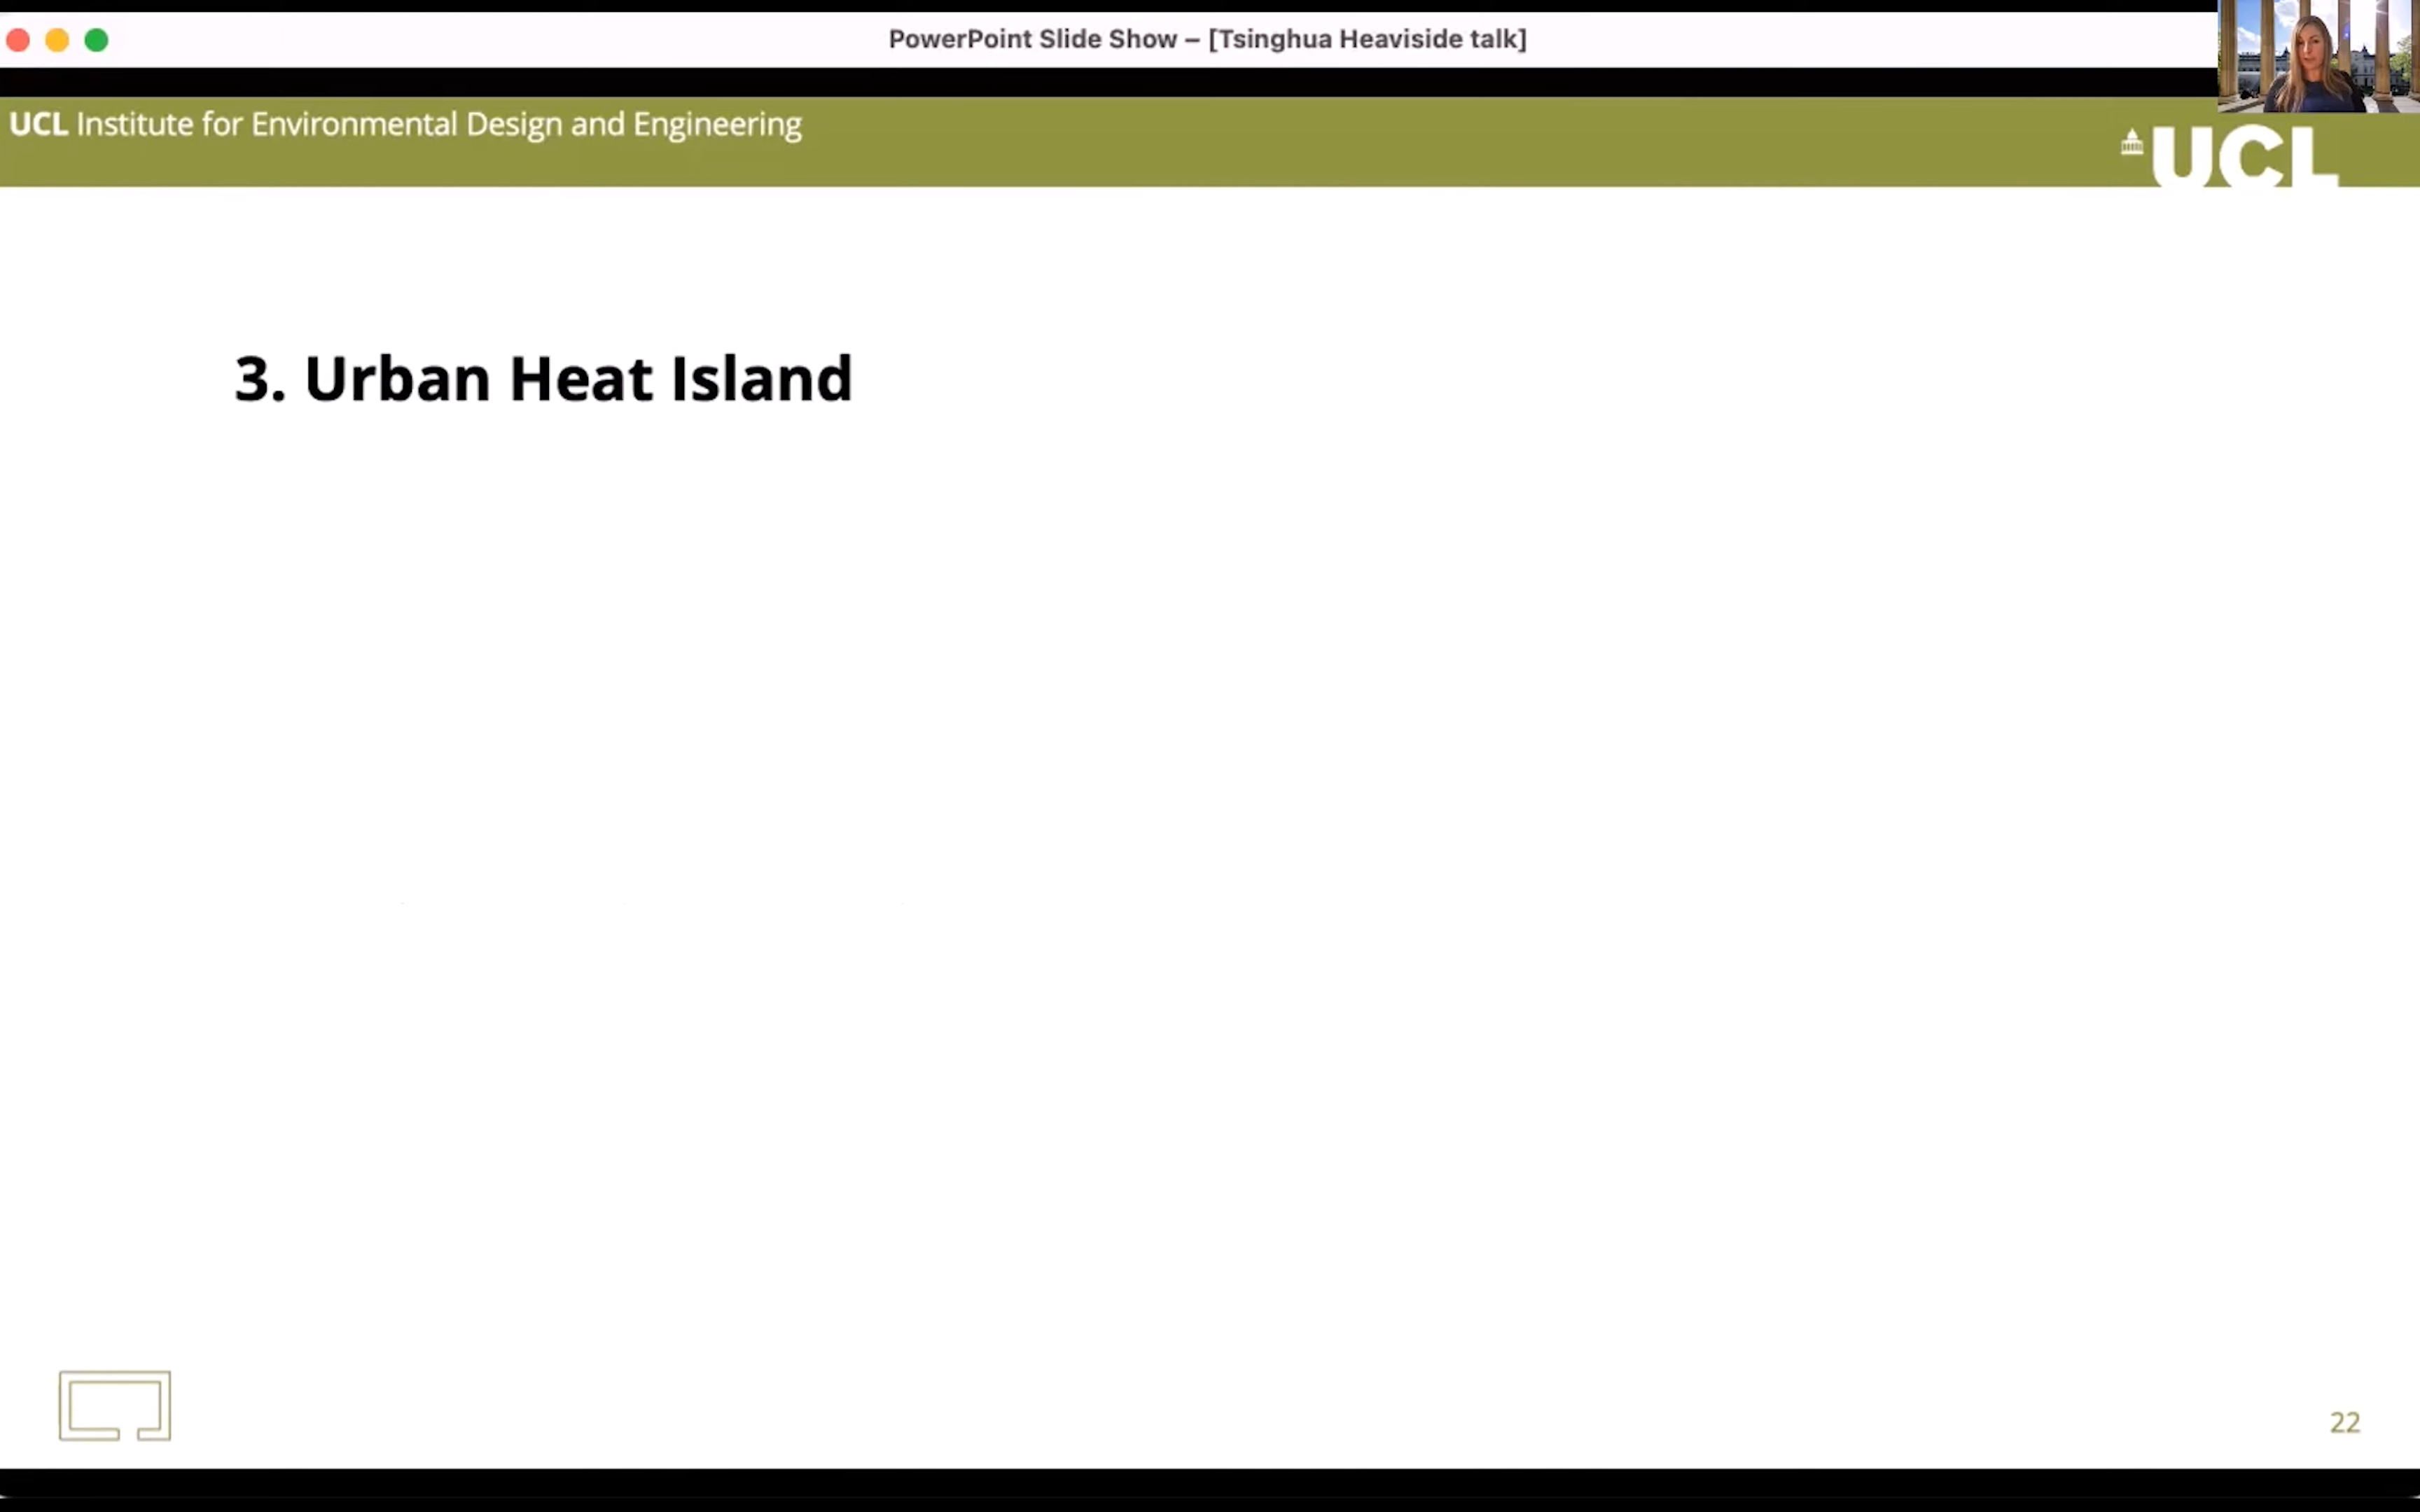 PowerPoint Slide Show – [Tsinghua Heaviside talk]
UCL Institute for Environmental Design and Engineering
UCL
3. Urban Heat Island
22